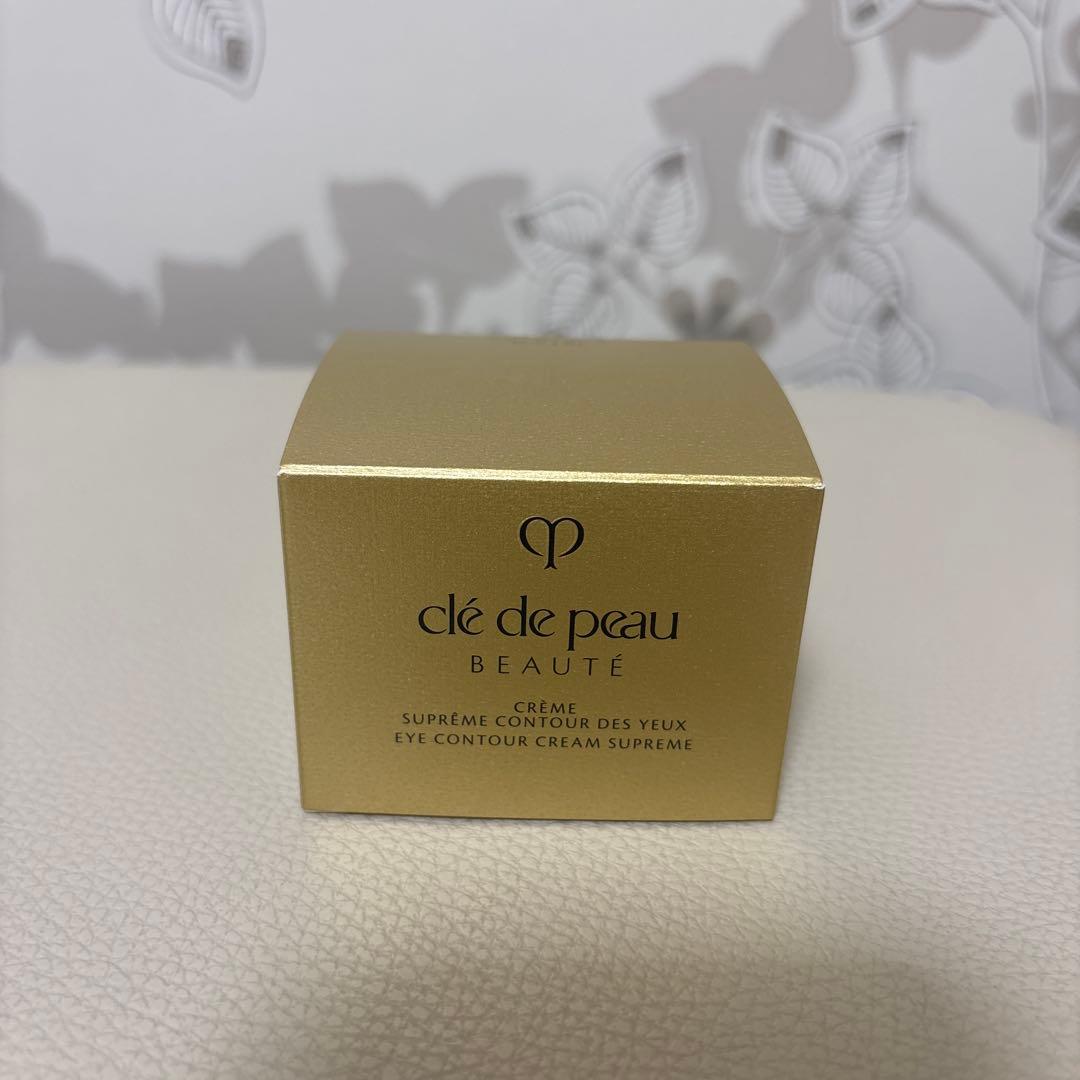 clé de peau
BEAUTÉ
CRÈME
SUPRÊME CONTOUR DES YEUX
EYE CONTOUR CREAM SUPREME